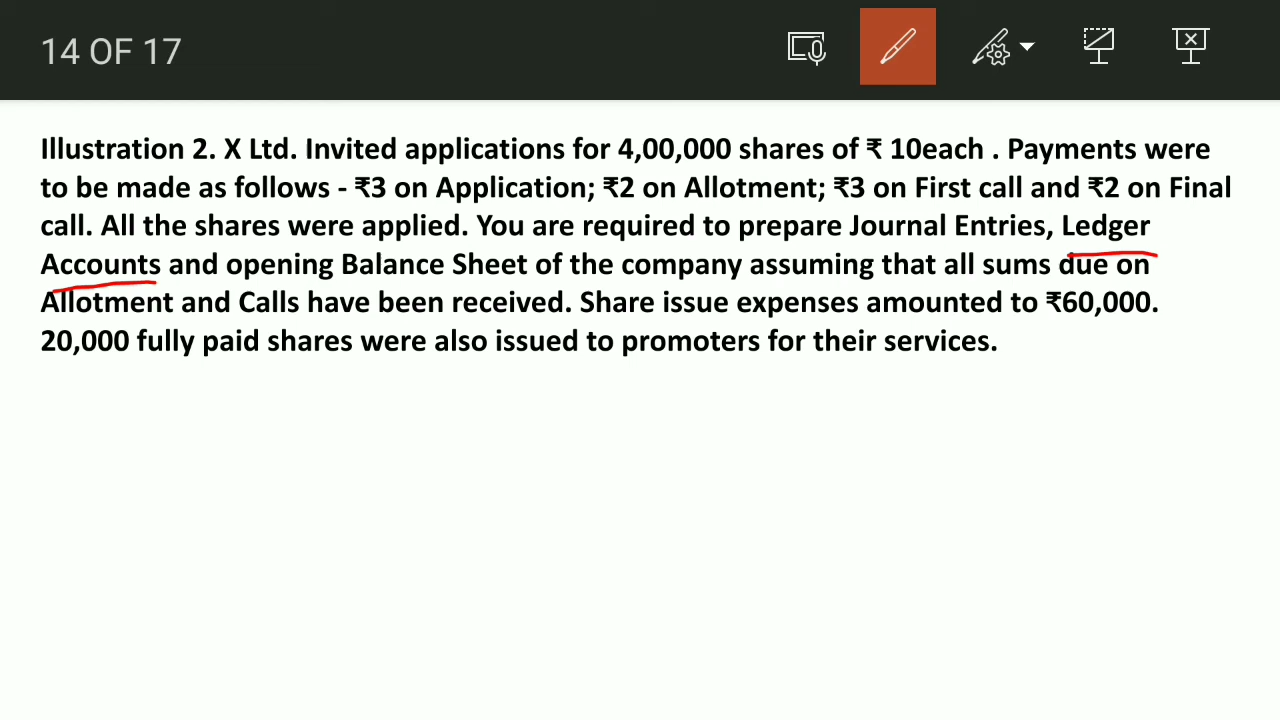 14 OF 17
Illustration 2. X Ltd. Invited applications for 4,00,000 shares of ₹ 10each . Payments were
to be made as follows - ₹3 on Application; ₹2 on Allotment; ₹3 on First call and ₹2 on Final
call. All the shares were applied. You are required to prepare Journal Entries, Ledger
Accounts and opening Balance Sheet of the company assuming that all sums due on
Allotment and Calls have been received. Share issue expenses amounted to ₹60,000.
20,000 fully paid shares were also issued to promoters for their services.